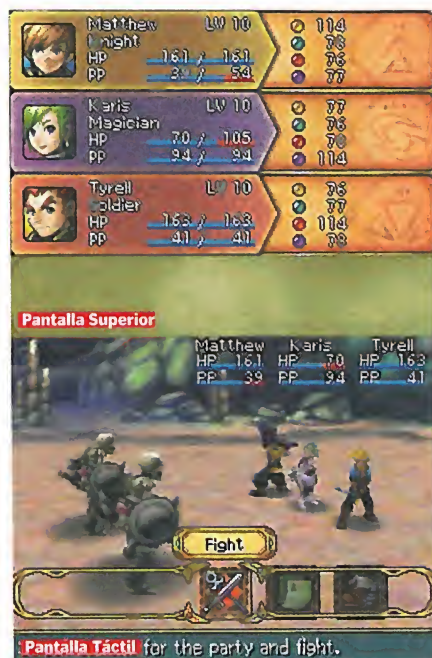 Matthew LV 10 114
Knight 78
HP 161 / 161 76
PP 39 / 54 77
Karis LV 10 77
Magician 76
HP 70 / 105 78
PP 94 / 94 114
Tyrell LV 10 76
Soldier 77
HP 163 / 163 114
PP 41 / 41 78
Pantalla Superior
Matthew Karis Tyrell
HP 161 HP 70 HP 163
PP 39 PP 94 PP 41
Fight
Pantalla Táctil for the party and fight.